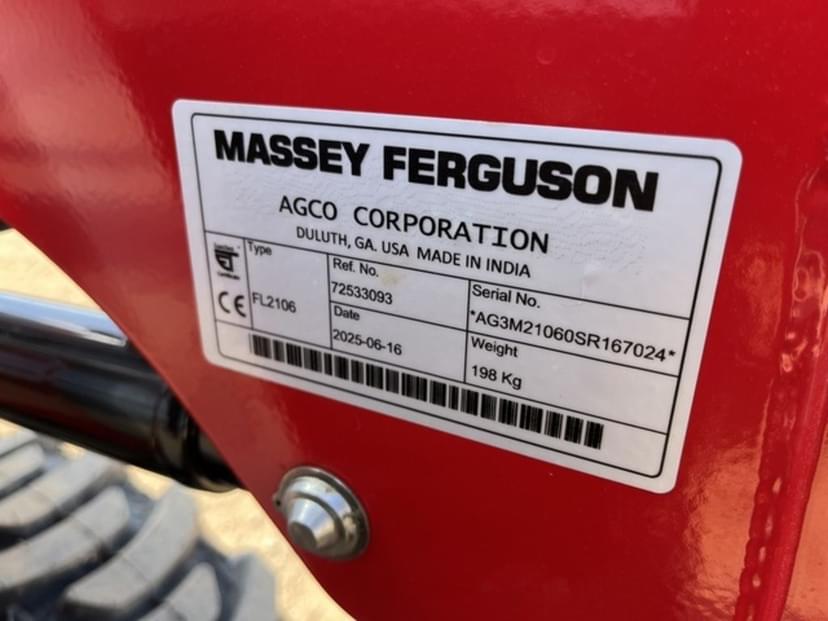 MASSEY FERGUSON
AGCO CORPORATION
DULUTH, GA. USA MADE IN INDIA
Type
FL2106
Ref. No.
72533093
Date
2025-06-16
Serial No.
*AG3M21060SR167024*
Weight
198 Kg
CE